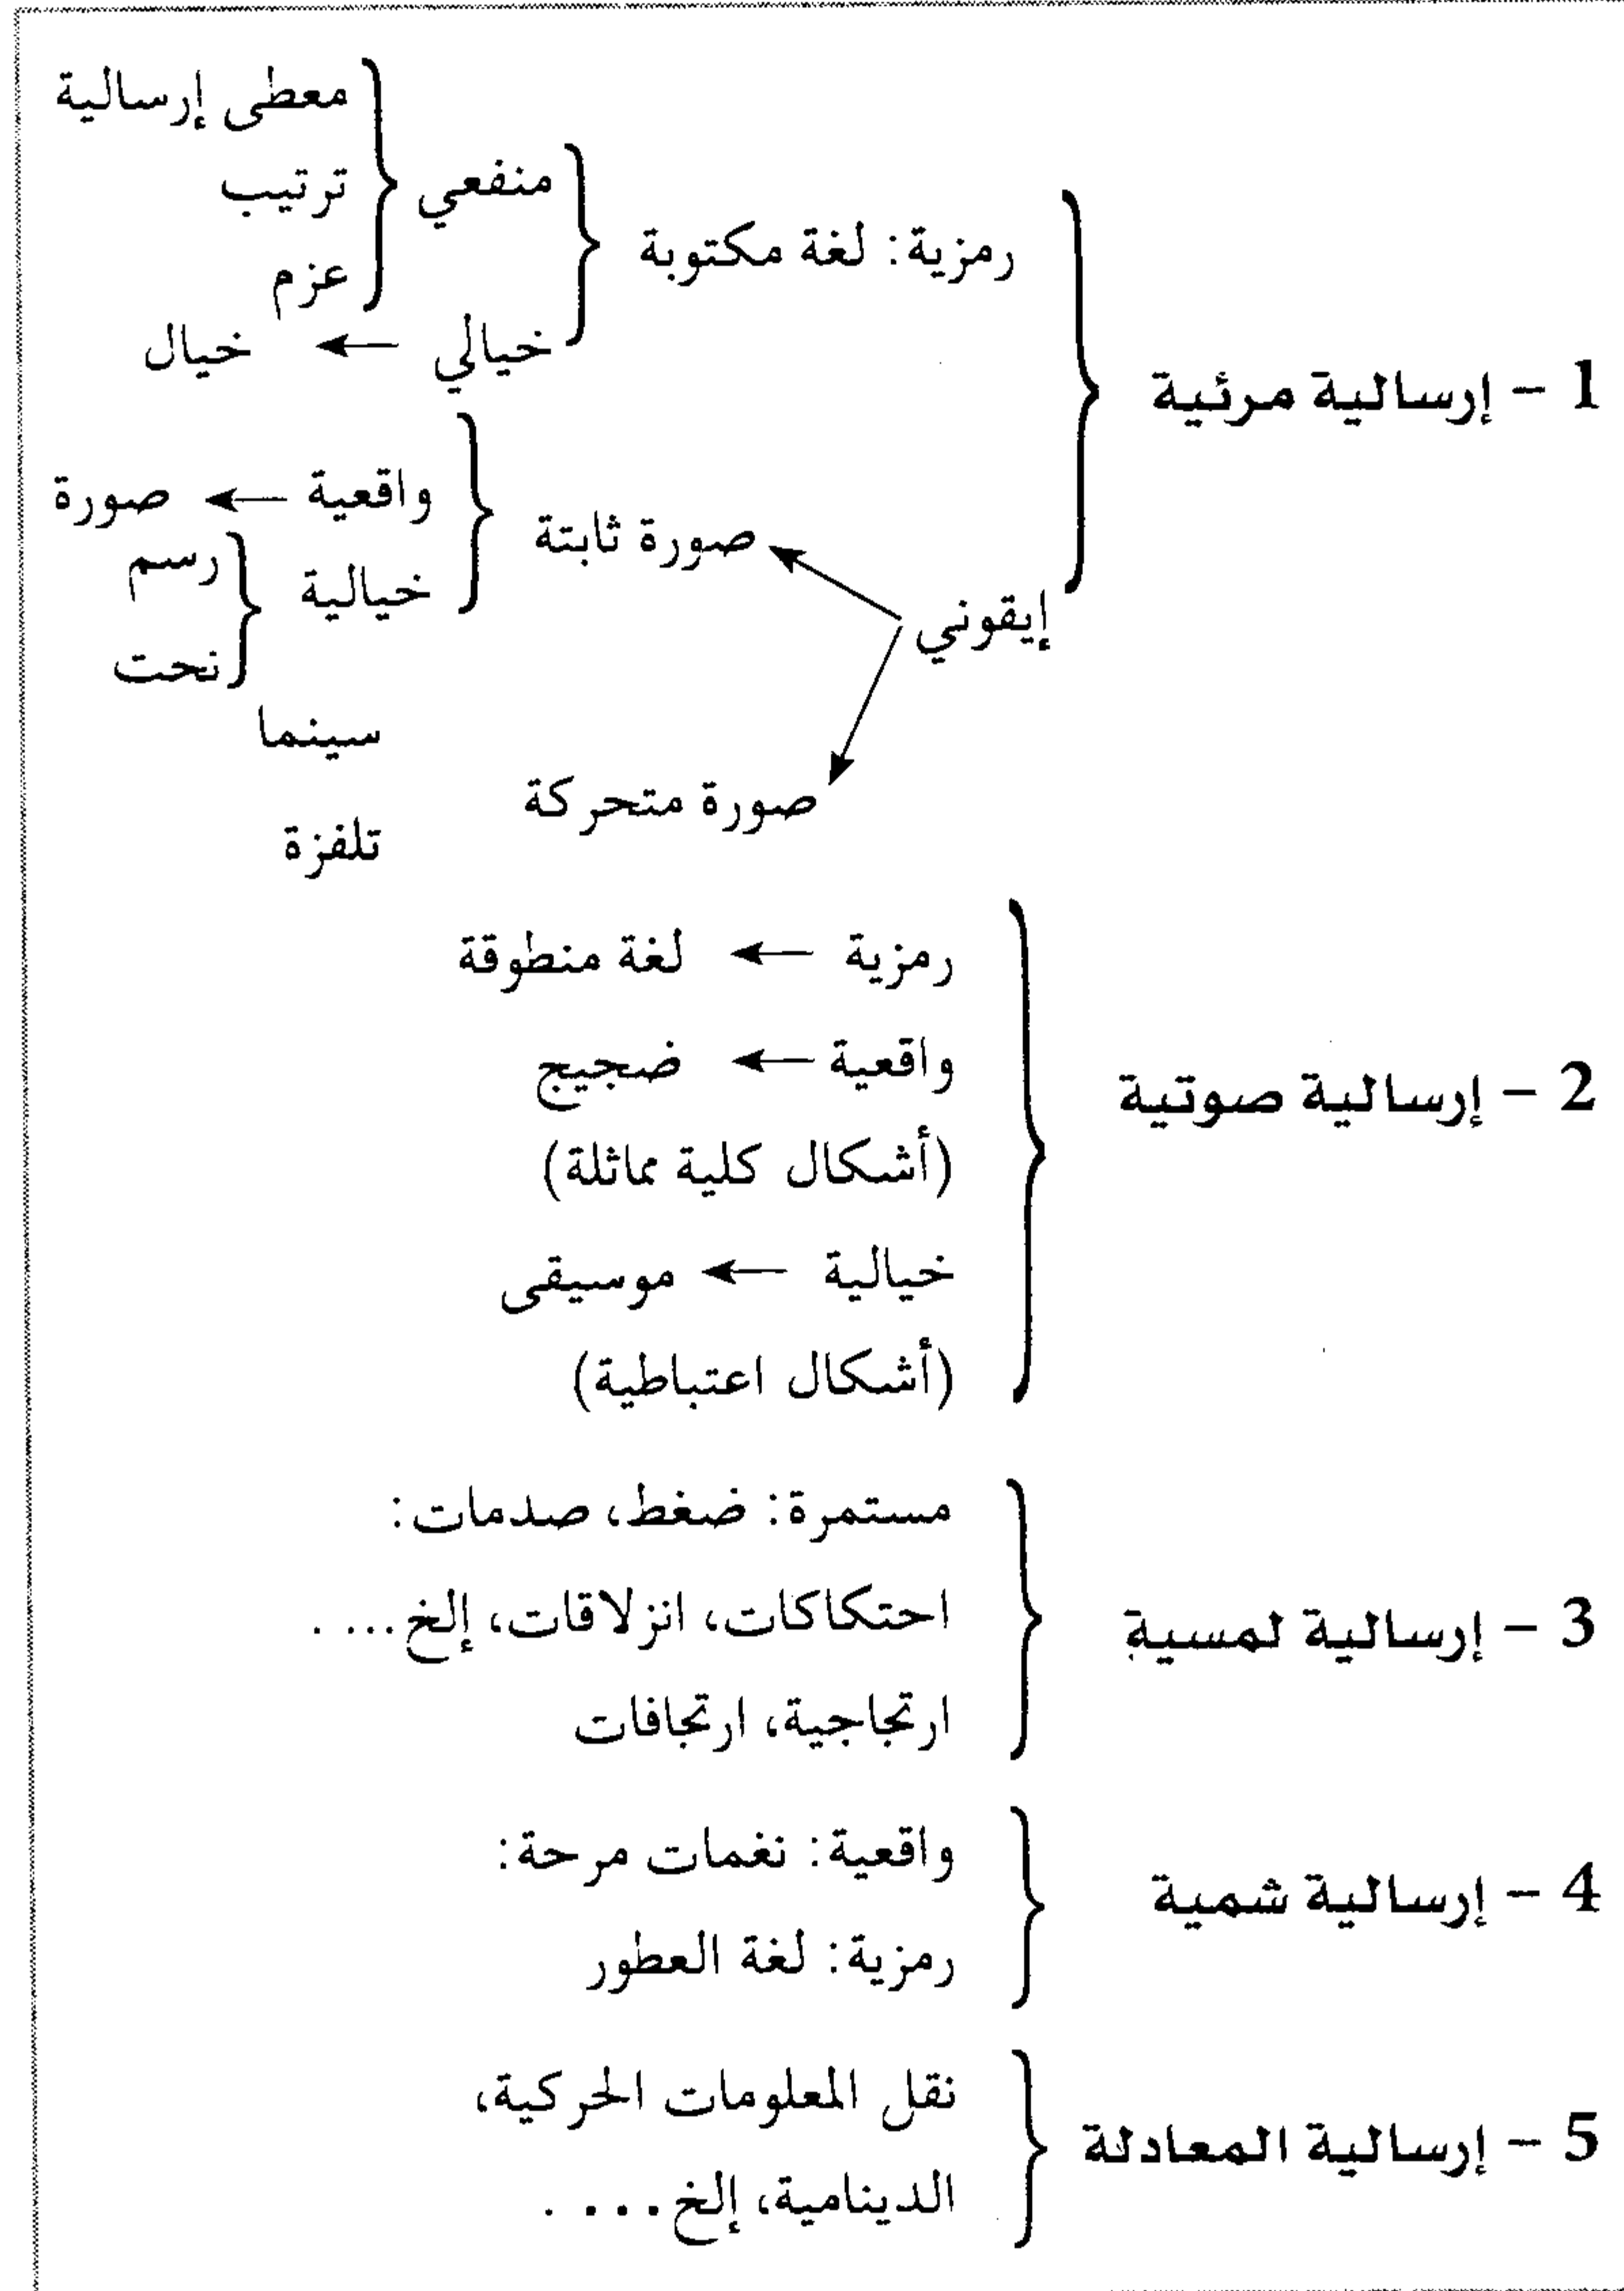 1 - إرسالية مرئية
رمزية: لغة مكتوبة
منفعي
معطى إرسالية
ترتيب
عزم
خيالي ← خيال
إيقوني
صورة ثابتة
واقعية ← صورة
خيالية
رسم
نحت
صورة متحركة
سينما
تلفزة
2 - إرسالية صوتية
رمزية ← لغة منطوقة
واقعية ← ضجيج
(أشكال كلية مماثلة)
خيالية ← موسيقى
(أشكال اعتباطية)
3 - إرسالية لمسية
مستمرة: ضغط، صدمات:
احتكاكات، انزلاقات، إلخ... .
ارتجاجية، ارتجافات
4 - إرسالية شمية
واقعية: نغمات مرحة:
رمزية: لغة العطور
5 - إرسالية المعادلة
نقل المعلومات الحركية،
الدينامية، إلخ. . . .